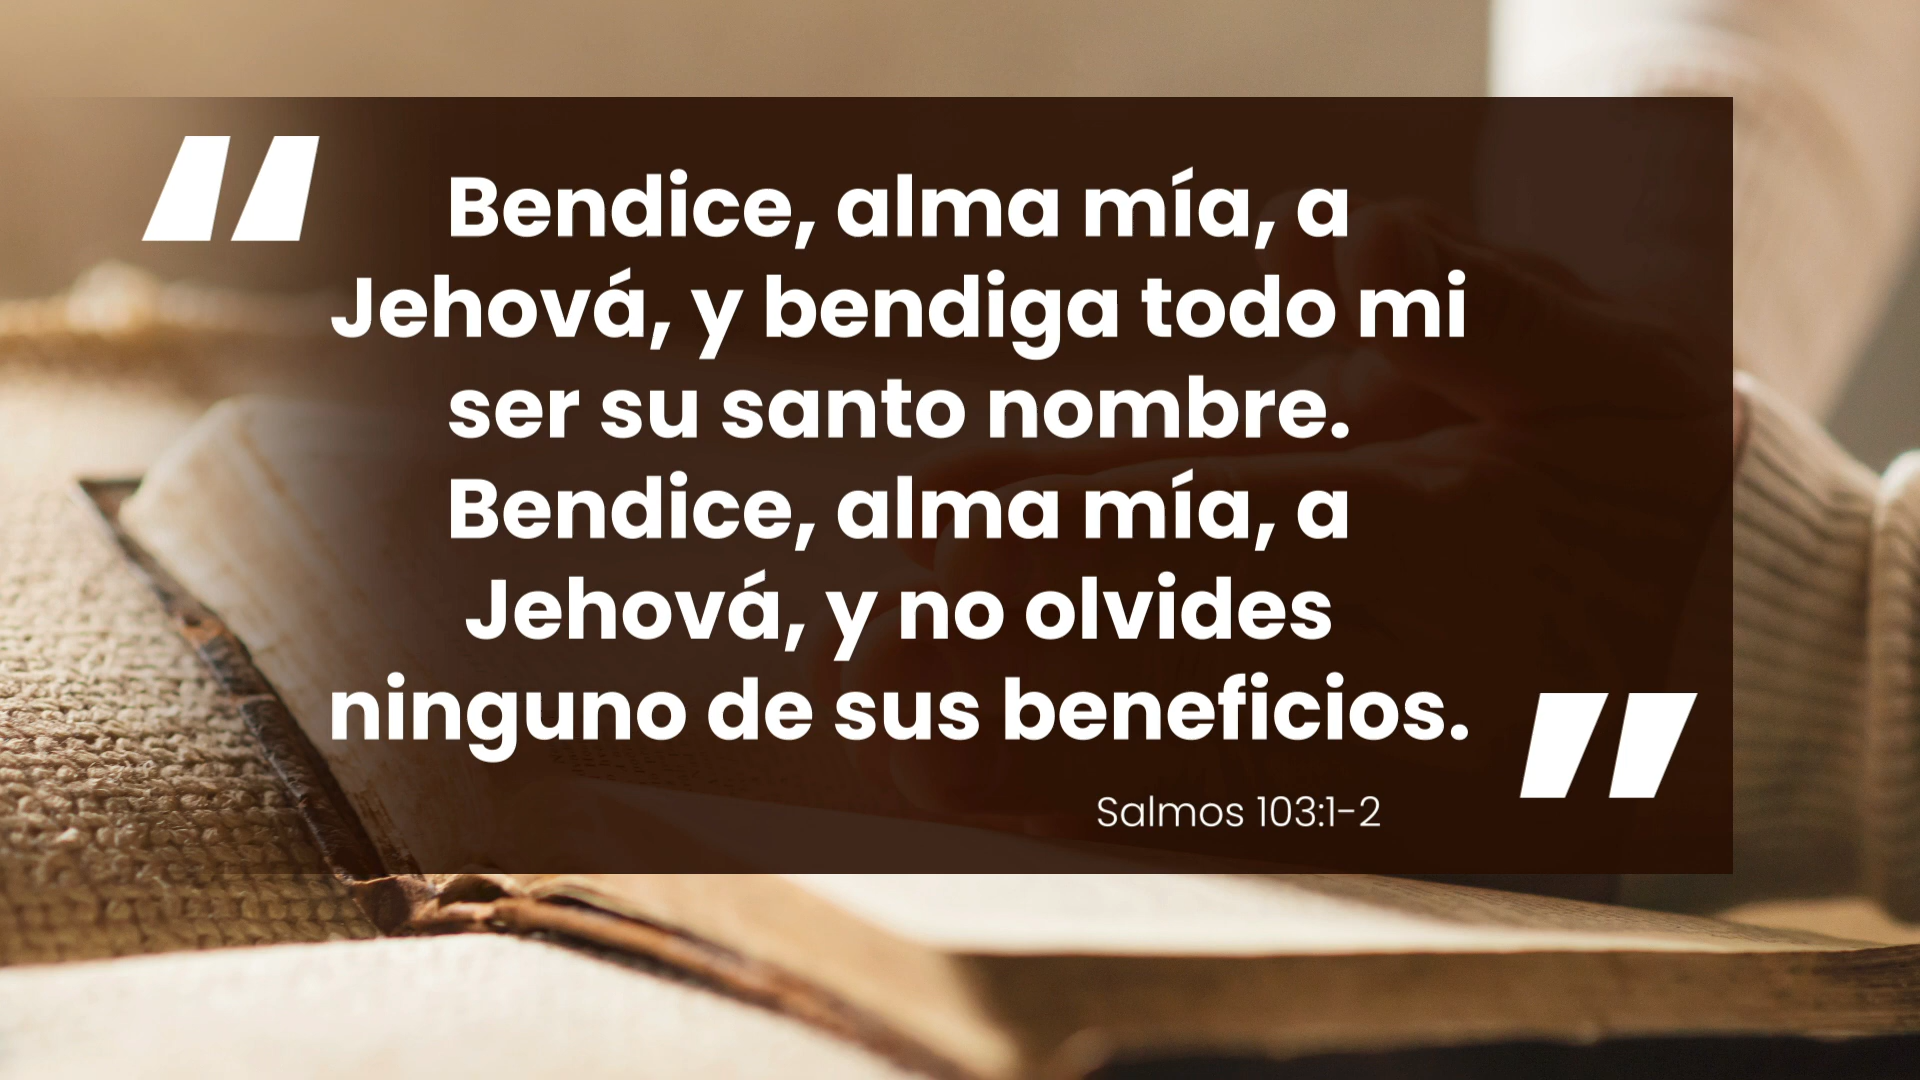 Bendice, alma mía, a
Jehová, y bendiga todo mi
ser su santo nombre.
Bendice, alma mía, a
Jehová, y no olvides
ninguno de sus beneficios.
Salmos 103:1-2